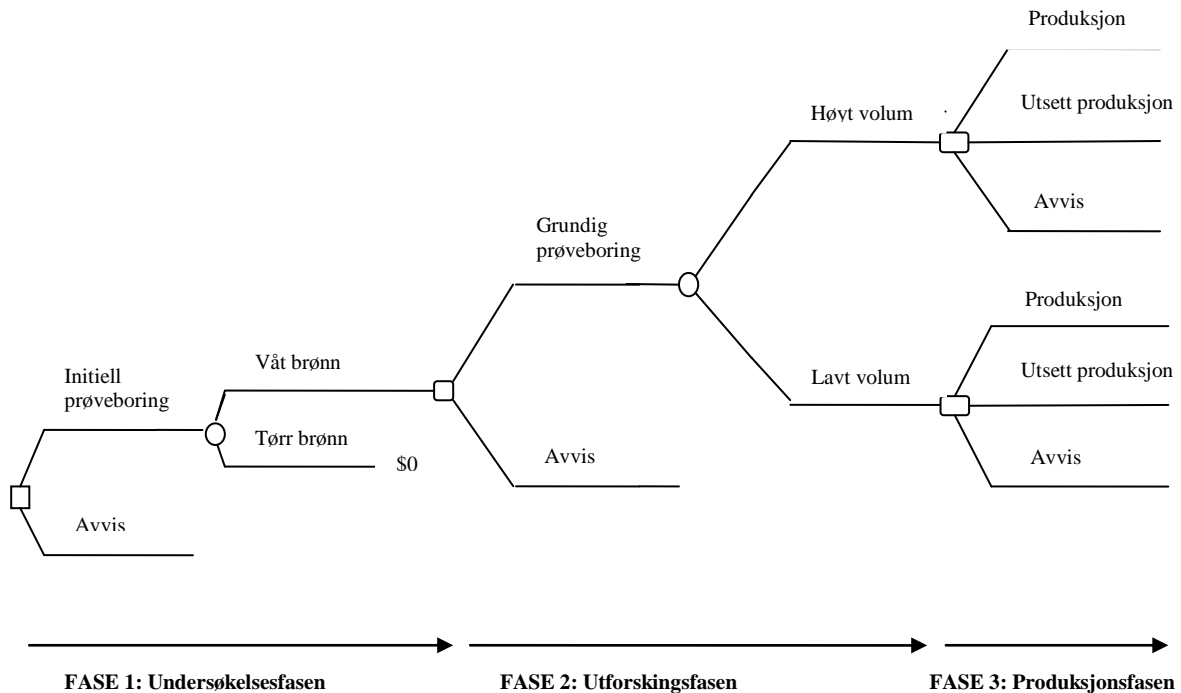 Produksjon
Utsett produksjon
Høyt volum
Avvis
Grundig
prøveboring
Produksjon
Utsett produksjon
Lavt volum
Avvis
Våt brønn
Initiell
prøveboring
Tørr brønn
$0
Avvis
Avvis
FASE 1: Undersøkelsesfasen
FASE 2: Utforskingsfasen
FASE 3: Produksjonsfasen